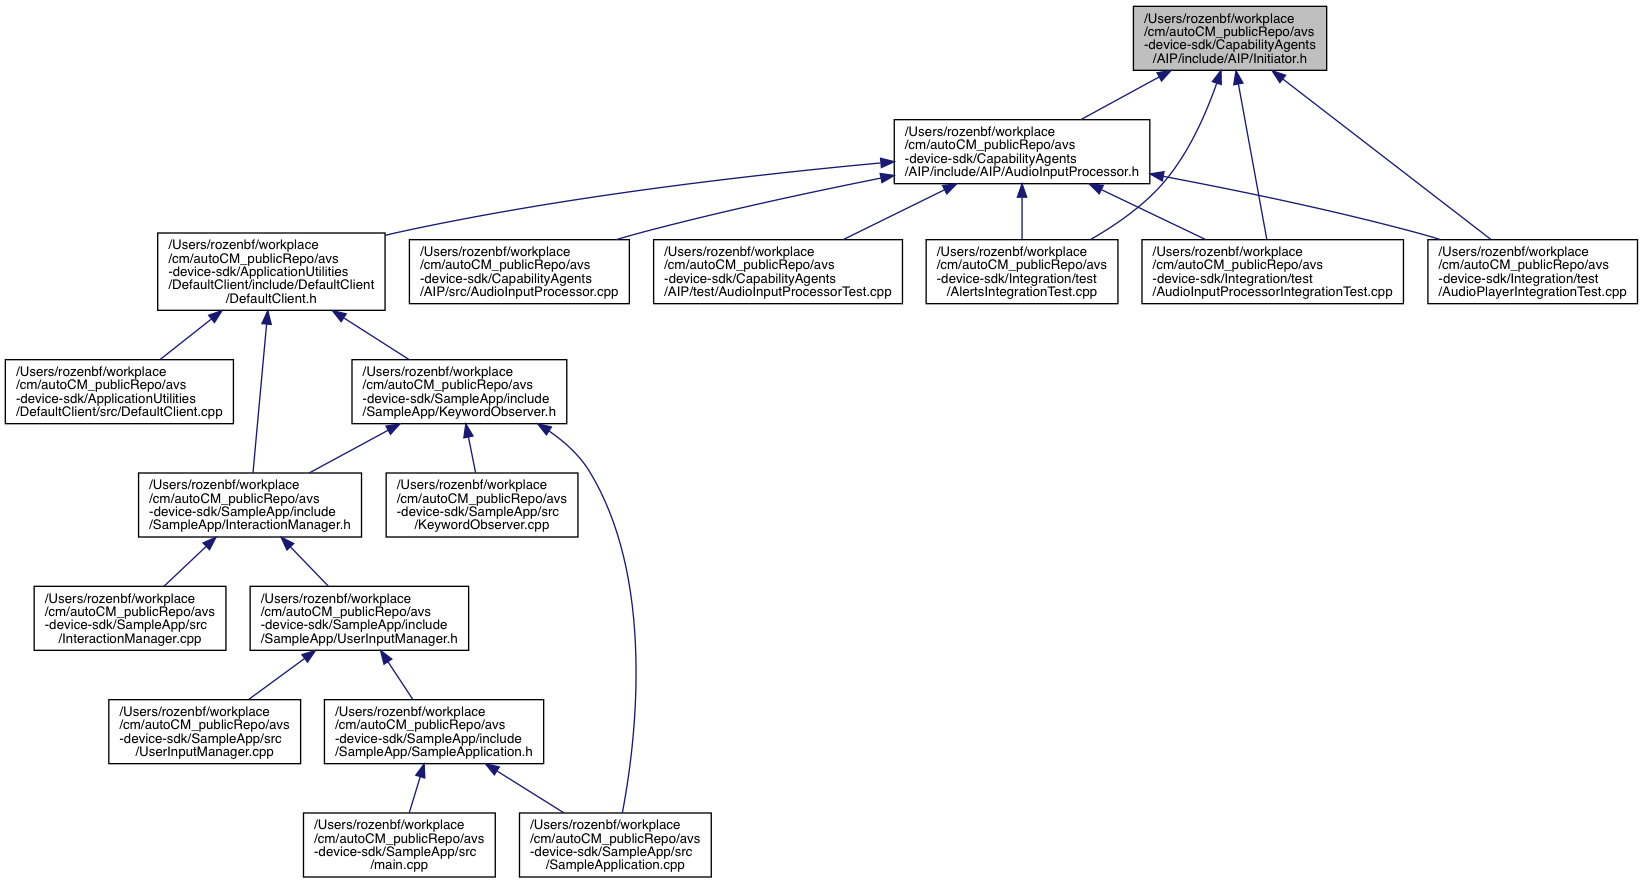 /Users/rozenbf/workplace
/cm/autoCM_publicRepo/avs
-device-sdk/CapabilityAgents
/AIP/include/AIP/Initiator.h
/Users/rozenbf/workplace
/cm/autoCM_publicRepo/avs
-device-sdk/CapabilityAgents
/AIP/include/AIP/AudioInputProcessor.h
/Users/rozenbf/workplace
/cm/autoCM_publicRepo/avs
-device-sdk/ApplicationUtilities
/DefaultClient/include/DefaultClient
/DefaultClient.h
/Users/rozenbf/workplace
/cm/autoCM_publicRepo/avs
-device-sdk/CapabilityAgents
/AIP/src/AudioInputProcessor.cpp
/Users/rozenbf/workplace
/cm/autoCM_publicRepo/avs
-device-sdk/CapabilityAgents
/AIP/test/AudioInputProcessorTest.cpp
/Users/rozenbf/workplace
/cm/autoCM_publicRepo/avs
-device-sdk/Integration/test
/AlertsIntegrationTest.cpp
/Users/rozenbf/workplace
/cm/autoCM_publicRepo/avs
-device-sdk/Integration/test
/AudioInputProcessorIntegrationTest.cpp
/Users/rozenbf/workplace
/cm/autoCM_publicRepo/avs
-device-sdk/Integration/test
/AudioPlayerIntegrationTest.cpp
/Users/rozenbf/workplace
/cm/autoCM_publicRepo/avs
-device-sdk/ApplicationUtilities
/DefaultClient/src/DefaultClient.cpp
/Users/rozenbf/workplace
/cm/autoCM_publicRepo/avs
-device-sdk/SampleApp/include
/SampleApp/KeywordObserver.h
/Users/rozenbf/workplace
/cm/autoCM_publicRepo/avs
-device-sdk/SampleApp/include
/SampleApp/InteractionManager.h
/Users/rozenbf/workplace
/cm/autoCM_publicRepo/avs
-device-sdk/SampleApp/src
/KeywordObserver.cpp
/Users/rozenbf/workplace
/cm/autoCM_publicRepo/avs
-device-sdk/SampleApp/src
/InteractionManager.cpp
/Users/rozenbf/workplace
/cm/autoCM_publicRepo/avs
-device-sdk/SampleApp/include
/SampleApp/UserInputManager.h
/Users/rozenbf/workplace
/cm/autoCM_publicRepo/avs
-device-sdk/SampleApp/src
/UserInputManager.cpp
/Users/rozenbf/workplace
/cm/autoCM_publicRepo/avs
-device-sdk/SampleApp/include
/SampleApp/SampleApplication.h
/Users/rozenbf/workplace
/cm/autoCM_publicRepo/avs
-device-sdk/SampleApp/src
/main.cpp
/Users/rozenbf/workplace
/cm/autoCM_publicRepo/avs
-device-sdk/SampleApp/src
/SampleApplication.cpp